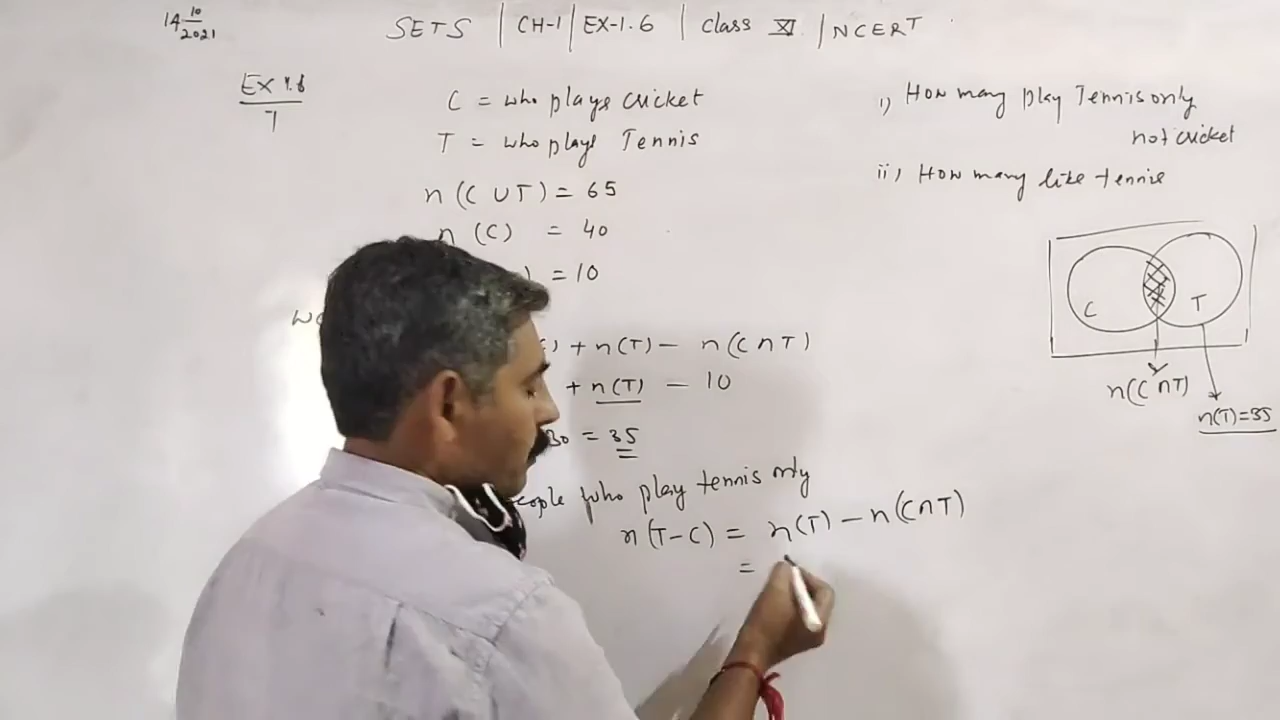 14 10/2021
SETS | CH-1 | EX-1.6 | Class XI | NCERT
EX 1.6
7
C = who plays cricket
T = who plays Tennis
n (C ∪ T) = 65
n (C) = 40
) = 10
) + n(T) - n(C ∩ T)
+ n(T) - 10
30 = 35
people who play tennis only
n(T-C) = n(T) - n(C∩T)
=
i) How many play Tennis only
not cricket
ii) How many like tennis
C T
n(C∩T)
n(T)=35